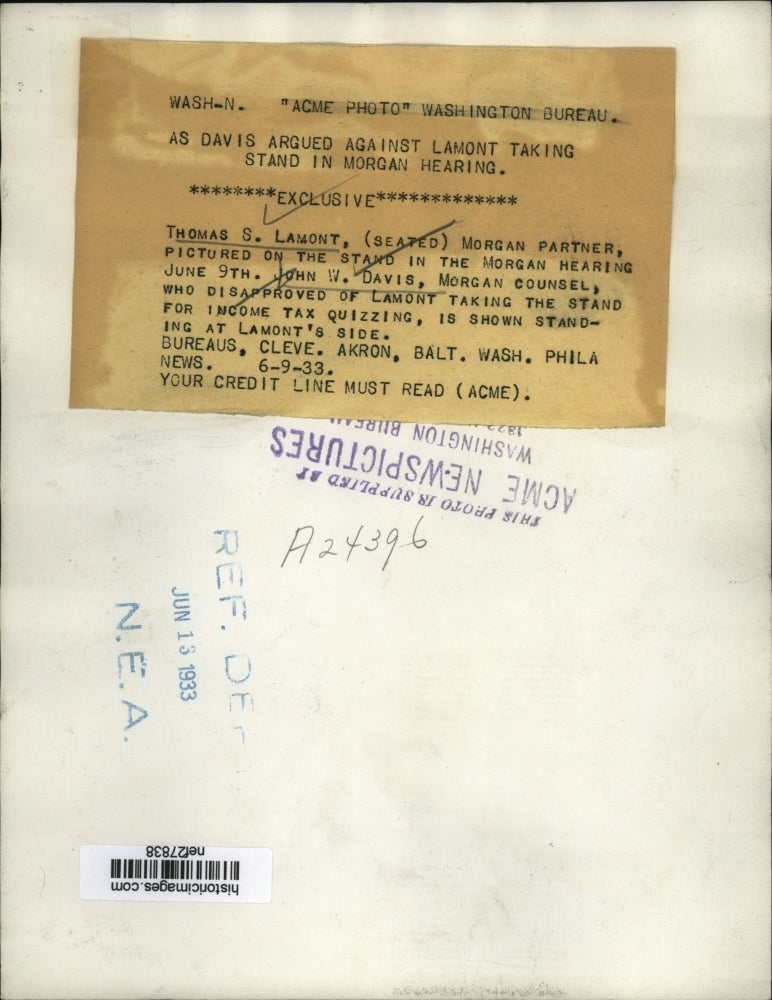 WASH-N. "ACME PHOTO" WASHINGTON BUREAU.
AS DAVIS ARGUED AGAINST LAMONT TAKING
STAND IN MORGAN HEARING.
********EXCLUSIVE*************
THOMAS S. LAMONT, (SEATED) MORGAN PARTNER,
PICTURED ON THE STAND IN THE MORGAN HEARING
JUNE 9TH. JOHN W. DAVIS, MORGAN COUNSEL,
WHO DISAPPROVED OF LAMONT TAKING THE STAND
FOR INCOME TAX QUIZZING, IS SHOWN STAND-
ING AT LAMONT'S SIDE.
BUREAUS, CLEVE. AKRON, BALT. WASH. PHILA
NEWS. 6-9-33.
YOUR CREDIT LINE MUST READ (ACME).
THIS PHOTO IS SUPPLIED BY
ACME NEWSPICTURES
WASHINGTON BUREAU
A24396
REF. DE
JUN 13 1933
N.E.A.
historicimages.com
nef27838